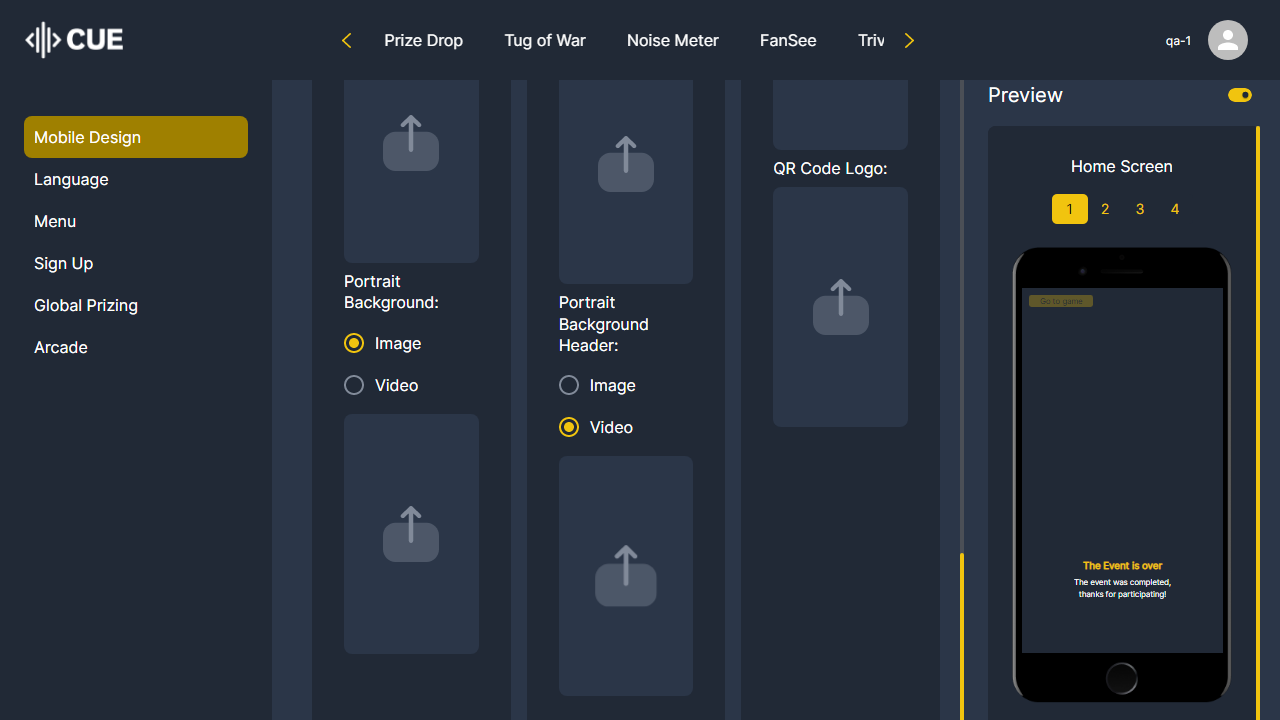 CUE
Prize Drop
Tug of War
Noise Meter
FanSee
Triv
qa-1
Mobile Design
Language
Menu
Sign Up
Global Prizing
Arcade
Portrait
Background:
Image
Video
Portrait
Background
Header:
Image
Video
QR Code Logo:
Preview
Home Screen
1 2 3 4
Go to game
The Event is over
The event was completed,
thanks for participating!